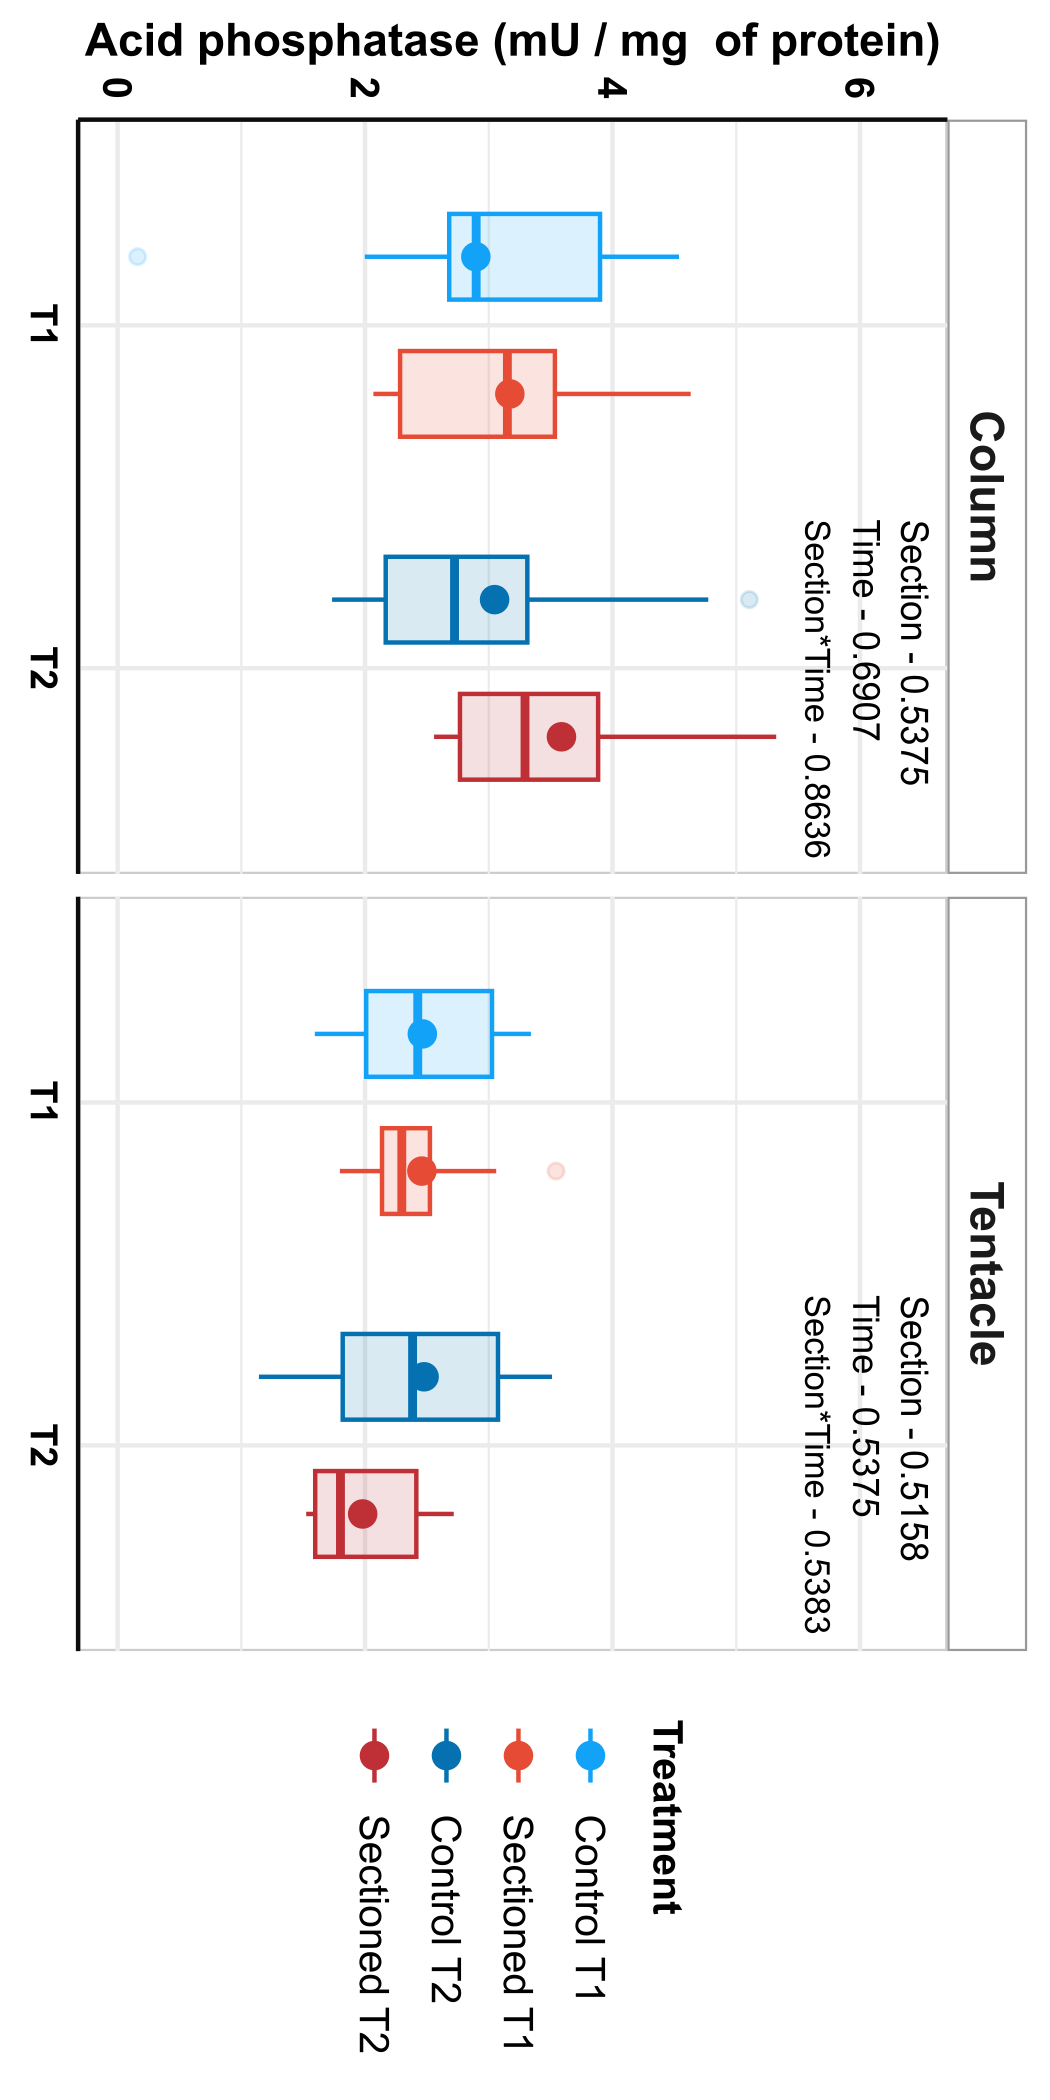 Acid phosphatase (mU / mg  of protein)
0
2
4
6
Column
Section - 0.5375
Time - 0.6907
Section*Time - 0.8636
T1
T2
Tentacle
Section - 0.5158
Time - 0.5375
Section*Time - 0.5383
T1
T2
Treatment
Control T1
Sectioned T1
Control T2
Sectioned T2